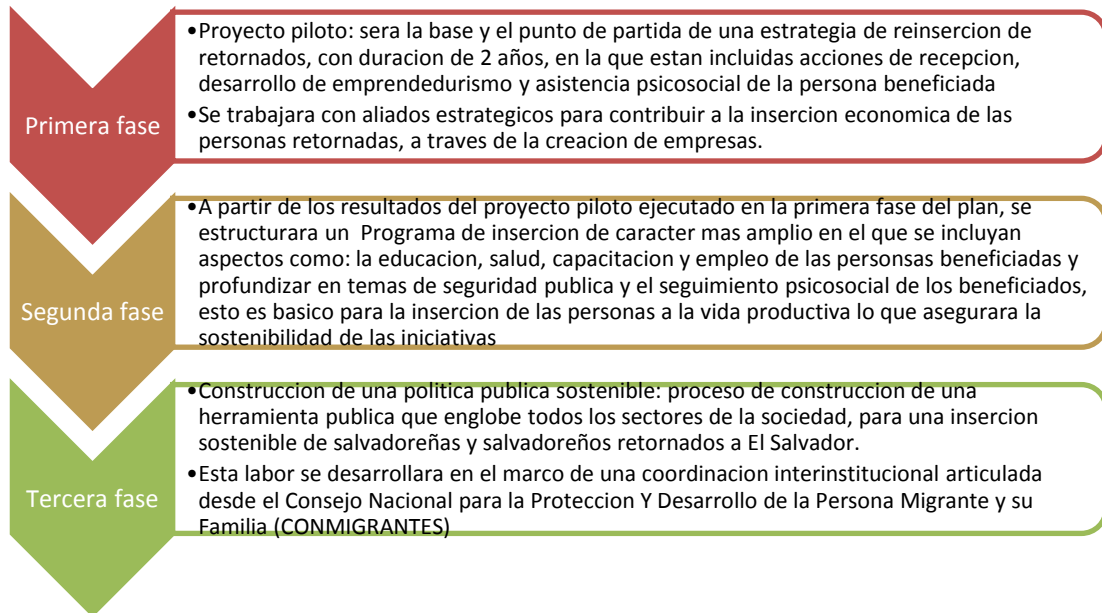 Primera fase
•Proyecto piloto: sera la base y el punto de partida de una estrategia de reinsercion de
retornados, con duracion de 2 años, en la que estan incluidas acciones de recepcion,
desarrollo de emprendedurismo y asistencia psicosocial de la persona beneficiada
•Se trabajara con aliados estrategicos para contribuir a la insercion economica de las
personas retornadas, a traves de la creacion de empresas.
Segunda fase
•A partir de los resultados del proyecto piloto ejecutado en la primera fase del plan, se
estructurara un Programa de insercion de caracter mas amplio en el que se incluyan
aspectos como: la educacion, salud, capacitacion y empleo de las personsas beneficiadas y
profundizar en temas de seguridad publica y el seguimiento psicosocial de los beneficiados,
esto es basico para la insercion de las personas a la vida productiva lo que asegurara la
sostenibilidad de las iniciativas
Tercera fase
•Construccion de una politica publica sostenible: proceso de construccion de una
herramienta publica que englobe todos los sectores de la sociedad, para una insercion
sostenible de salvadoreñas y salvadoreños retornados a El Salvador.
•Esta labor se desarrollara en el marco de una coordinacion interinstitucional articulada
desde el Consejo Nacional para la Proteccion Y Desarrollo de la Persona Migrante y su
Familia (CONMIGRANTES)